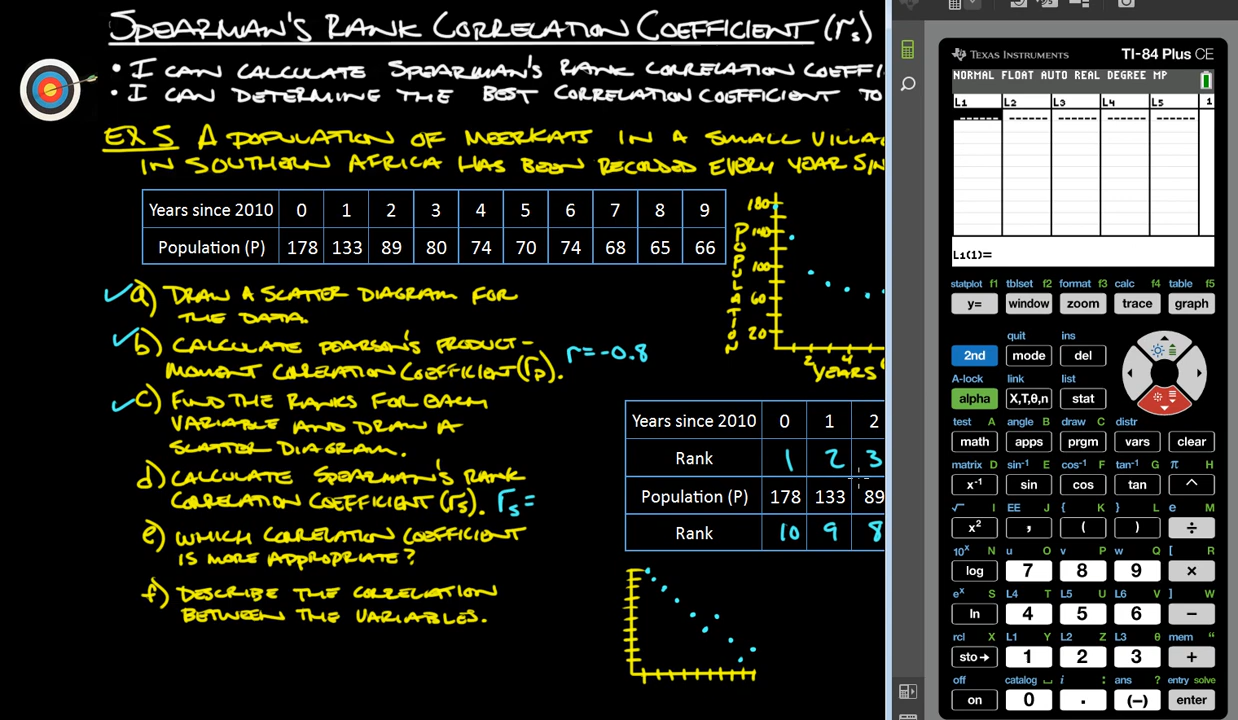 SPEARMAN'S RANK CORRELATION COEFFICIENT (rs)
• I CAN CALCULATE SPEARMAN'S RANK CORRELATION COEFFI
• I CAN DETERMINE THE BEST CORRELATION COEFFICIENT TO
EX 5 A POPULATION OF MEERKATS IN A SMALL VILLA
IN SOUTHERN AFRICA HAS BEEN RECORDED EVERY YEAR SIN
Years since 2010 0 1 2 3 4 5 6 7 8 9
Population (P) 178 133 89 80 74 70 74 68 65 66
a) DRAW A SCATTER DIAGRAM FOR
THE DATA.
b) CALCULATE PEARSON'S PRODUCT-
MOMENT CORRELATION COEFFICIENT (rp). r=-0.8
c) FIND THE RANKS FOR EACH
VARIABLE AND DRAW A
SCATTER DIAGRAM.
d) CALCULATE SPEARMAN'S RANK
CORRELATION COEFFICIENT (rs). rs=
e) WHICH CORRELATION COEFFICIENT
IS MORE APPROPRIATE?
f) DESCRIBE THE CORRELATION
BETWEEN THE VARIABLES.
POPULATION
180
140
100
60
20
2 4 6
YEARS
Years since 2010 0 1 2
Rank 1 2 3
Population (P) 178 133 89
Rank 10 9 8
TEXAS INSTRUMENTS TI-84 Plus CE
NORMAL FLOAT AUTO REAL DEGREE MP
L1 L2 L3 L4 L5 1
------ ------ ------ ------ ------
L1(1)=
statplot f1 tblset f2 format f3 calc f4 table f5
y= window zoom trace graph
quit ins
2nd mode del
A-lock link list
alpha X,T,θ,n stat
test A angle B draw C distr
math apps prgm vars clear
matrix D sin⁻¹ E cos⁻¹ F tan⁻¹ G π H
x⁻¹ sin cos tan ^
√ I EE J { K } L e M
x² , ( ) ÷
10ˣ N u O v P w Q [ R
log 7 8 9 ×
eˣ S L4 T L5 U L6 V ] W
ln 4 5 6 −
rcl X L1 Y L2 Z L3 θ mem "
sto→ 1 2 3 +
off catalog ␣ i : ans ? entry solve
on 0 . (−) enter